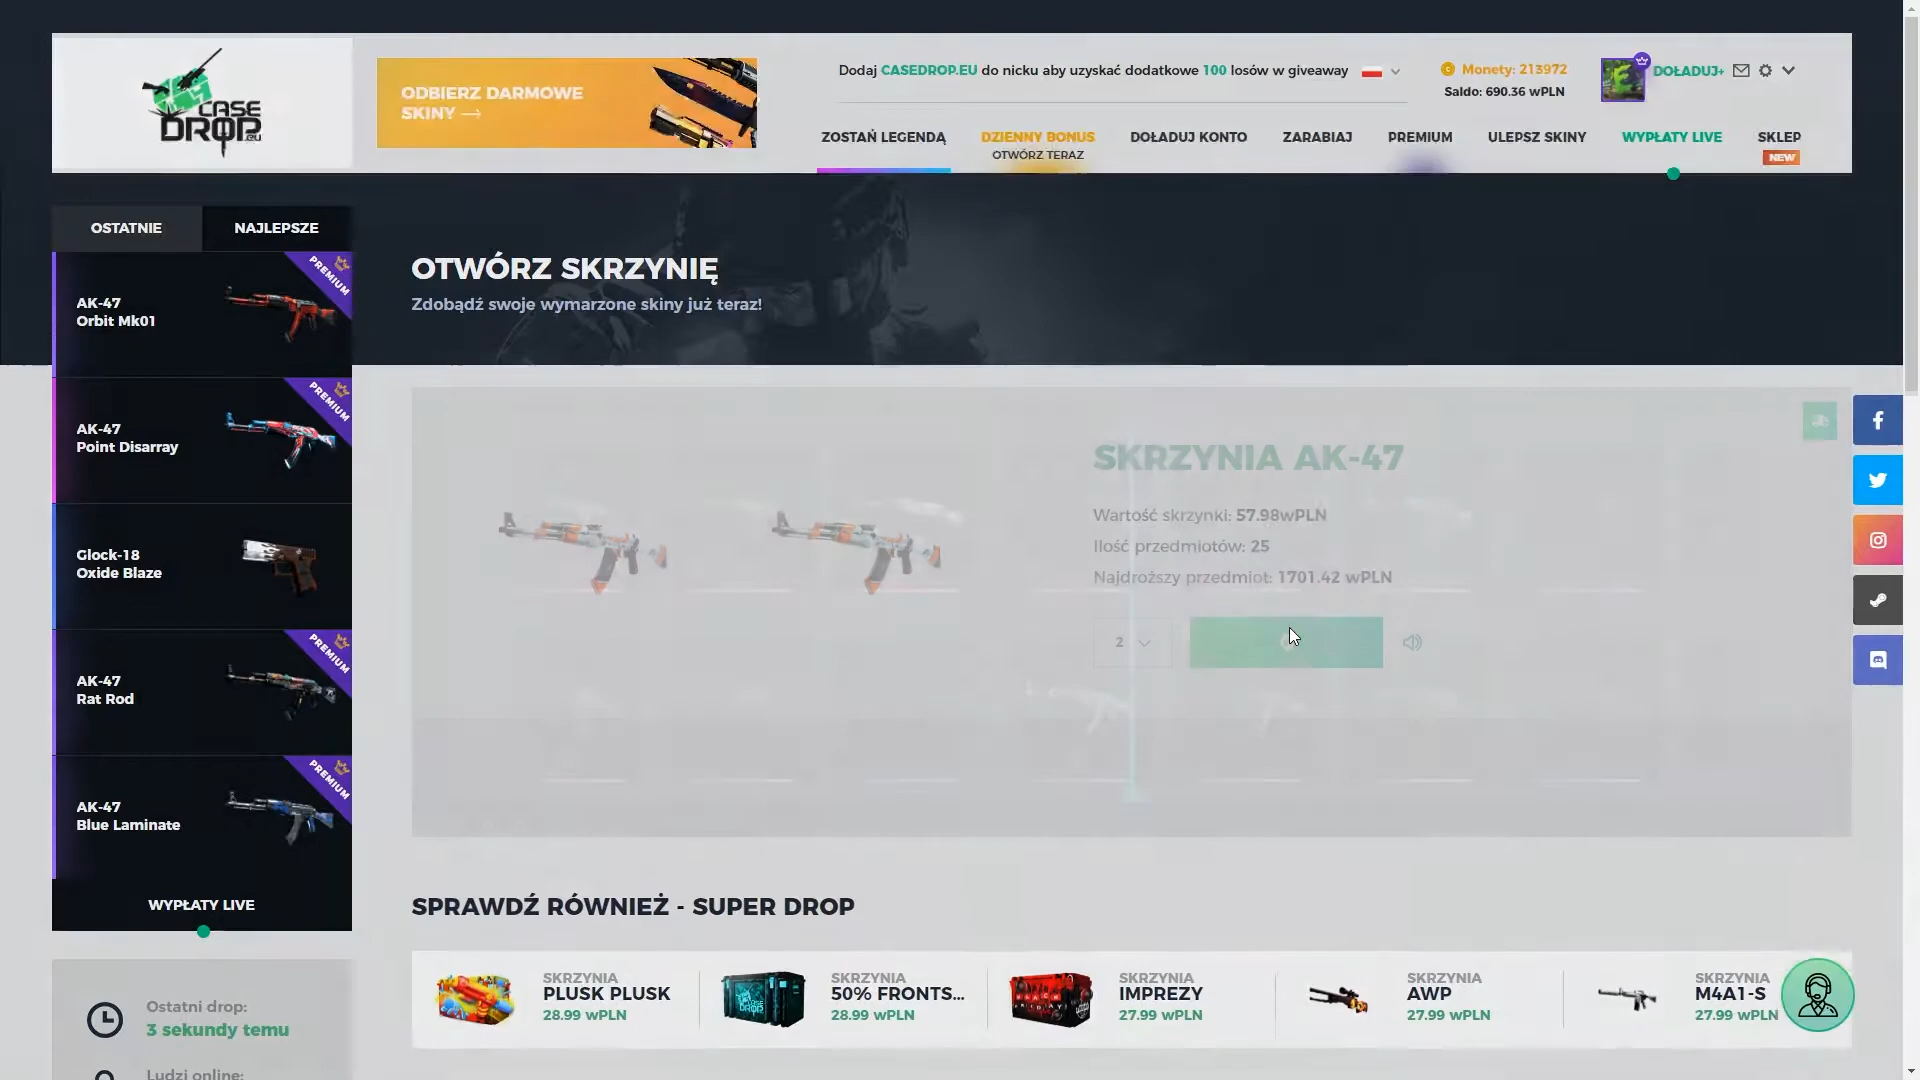 CASE
DROP.eu
ODBIERZ DARMOWE
SKINY →
Dodaj CASEDROP.EU do nicku aby uzyskać dodatkowe 100 losów w giveaway
Monety: 213972
Saldo: 690.36 wPLN
DOŁADUJ+
ZOSTAŃ LEGENDĄ
DZIENNY BONUS
OTWÓRZ TERAZ
DOŁADUJ KONTO
ZARABIAJ
PREMIUM
ULEPSZ SKINY
WYPŁATY LIVE
SKLEP
NEW
OSTATNIE
NAJLEPSZE
OTWÓRZ SKRZYNIĘ
Zdobądź swoje wymarzone skiny już teraz!
PREMIUM
AK-47
Orbit Mk01
PREMIUM
AK-47
Point Disarray
Glock-18
Oxide Blaze
PREMIUM
AK-47
Rat Rod
PREMIUM
AK-47
Blue Laminate
WYPŁATY LIVE
SKRZYNIA AK-47
Wartość skrzynki: 57.98wPLN
Ilość przedmiotów: 25
Najdroższy przedmiot: 1701.42 wPLN
2
SPRAWDŹ RÓWNIEŻ - SUPER DROP
SKRZYNIA
PLUSK PLUSK
28.99 wPLN
SKRZYNIA
50% FRONTS...
28.99 wPLN
SKRZYNIA
IMPREZY
27.99 wPLN
SKRZYNIA
AWP
27.99 wPLN
SKRZYNIA
M4A1-S
27.99 wPLN
Ostatni drop:
3 sekundy temu
Ludzi online: